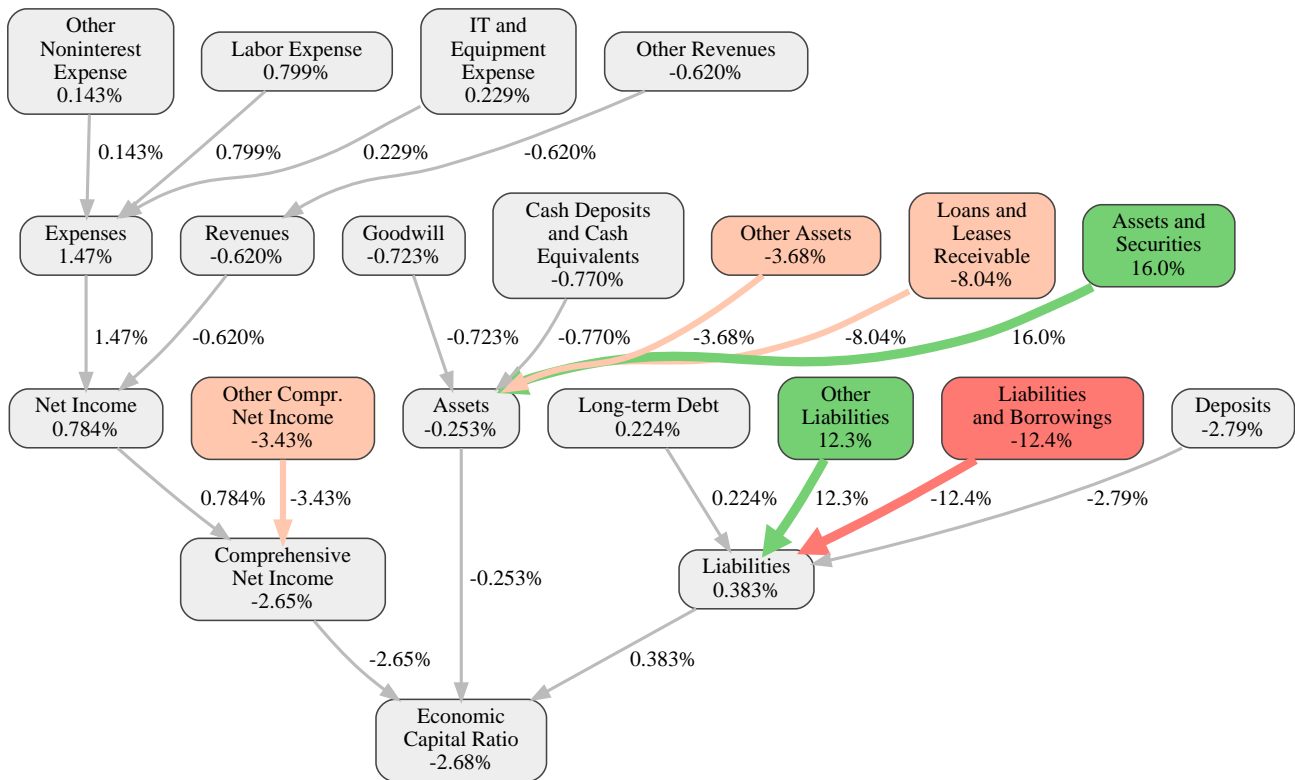 Other
Noninterest
Expense
0.143%
Labor Expense
0.799%
IT and
Equipment
Expense
0.229%
Other Revenues
-0.620%
0.143%
0.799%
0.229%
-0.620%
Expenses
1.47%
Revenues
-0.620%
Goodwill
-0.723%
Cash Deposits
and Cash
Equivalents
-0.770%
Other Assets
-3.68%
Loans and
Leases
Receivable
-8.04%
Assets and
Securities
16.0%
1.47%
-0.620%
-0.723%
-0.770%
-3.68%
-8.04%
16.0%
Net Income
0.784%
Other Compr.
Net Income
-3.43%
Assets
-0.253%
Long-term Debt
0.224%
Other
Liabilities
12.3%
Liabilities
and Borrowings
-12.4%
Deposits
-2.79%
0.784%
-3.43%
0.224%
12.3%
-12.4%
-2.79%
Comprehensive
Net Income
-2.65%
-0.253%
Liabilities
0.383%
-2.65%
0.383%
Economic
Capital Ratio
-2.68%